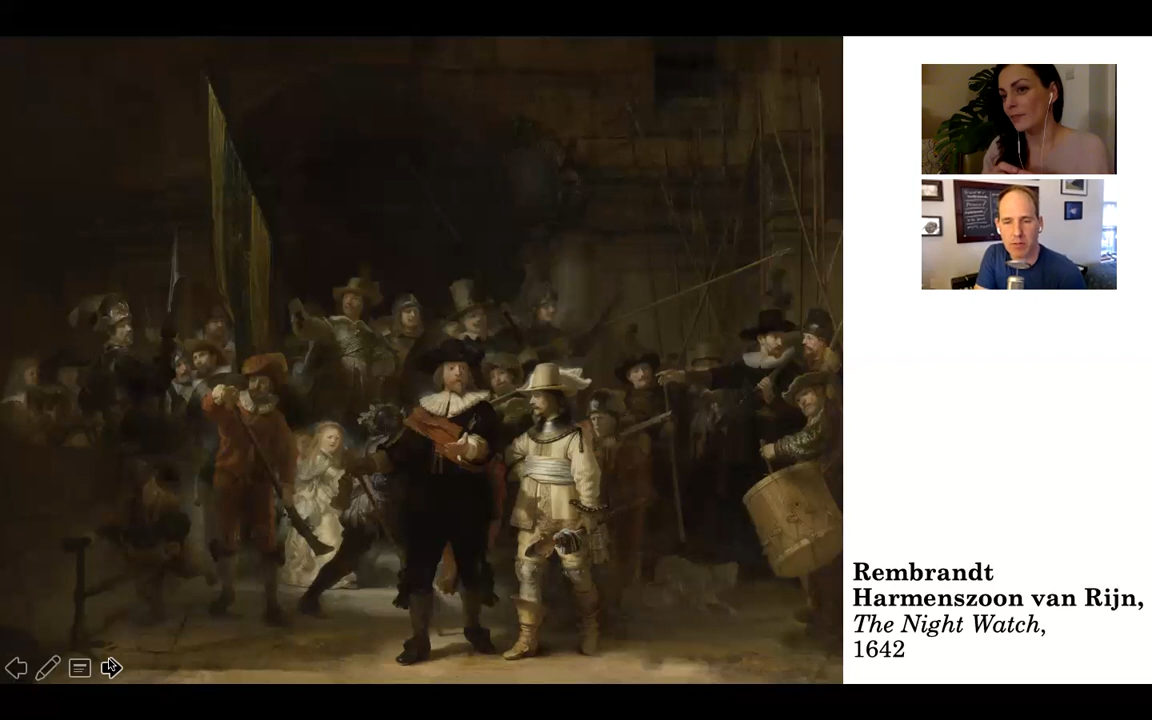 Rembrandt
Harmenszoon van Rijn,
The Night Watch,
1642